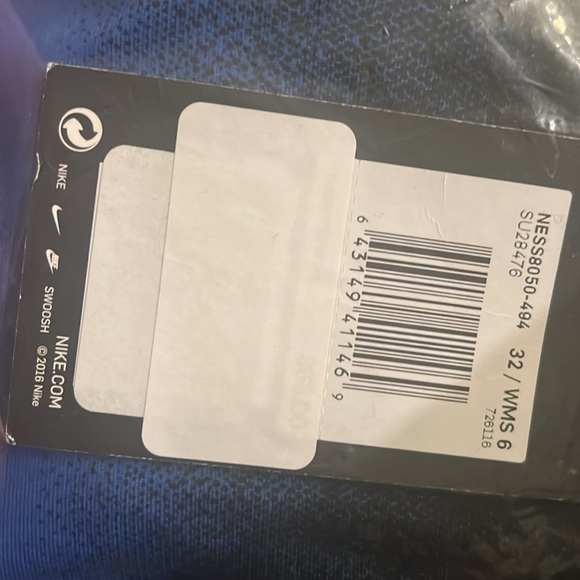 NESS8050-494 32 / WMS 6
SU28476 726116
6 43149 41146 9
NIKE SWOOSH
NIKE.COM
© 2016 Nike